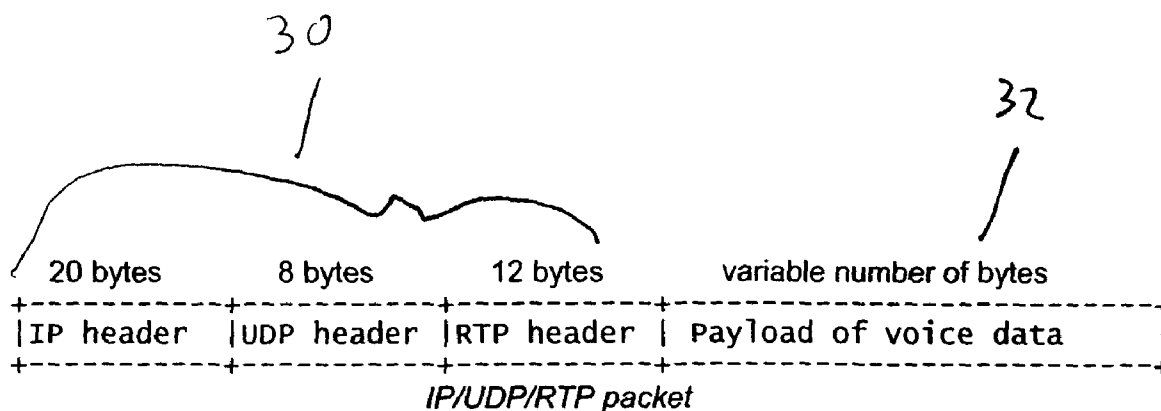 30
32
20 bytes 8 bytes 12 bytes variable number of bytes
+-------------------+-------------------+-------------------+----------------------------------------------+
|IP header |UDP header |RTP header | Payload of voice data
+-------------------+-------------------+-------------------+----------------------------------------------+
IP/UDP/RTP packet